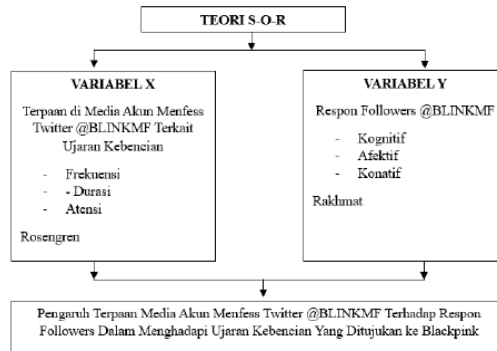 TEORI S-O-R
VARIABEL X
Terpaan di Media Akun Menfess
Twitter @BLINKMF Terkait
Ujaran Kebencian
- Frekuensi
- - Durasi
- Atensi
Rosengren
VARIABEL Y
Respon Followers @BLINKMF
- Kognitif
- Afektif
- Konatif
Rakhmat
Pengaruh Terpaan Media Akun Menfess Twitter @BLINKMF Terhadap Respon
Followers Dalam Menghadapi Ujaran Kebencian Yang Ditujukan ke Blackpink